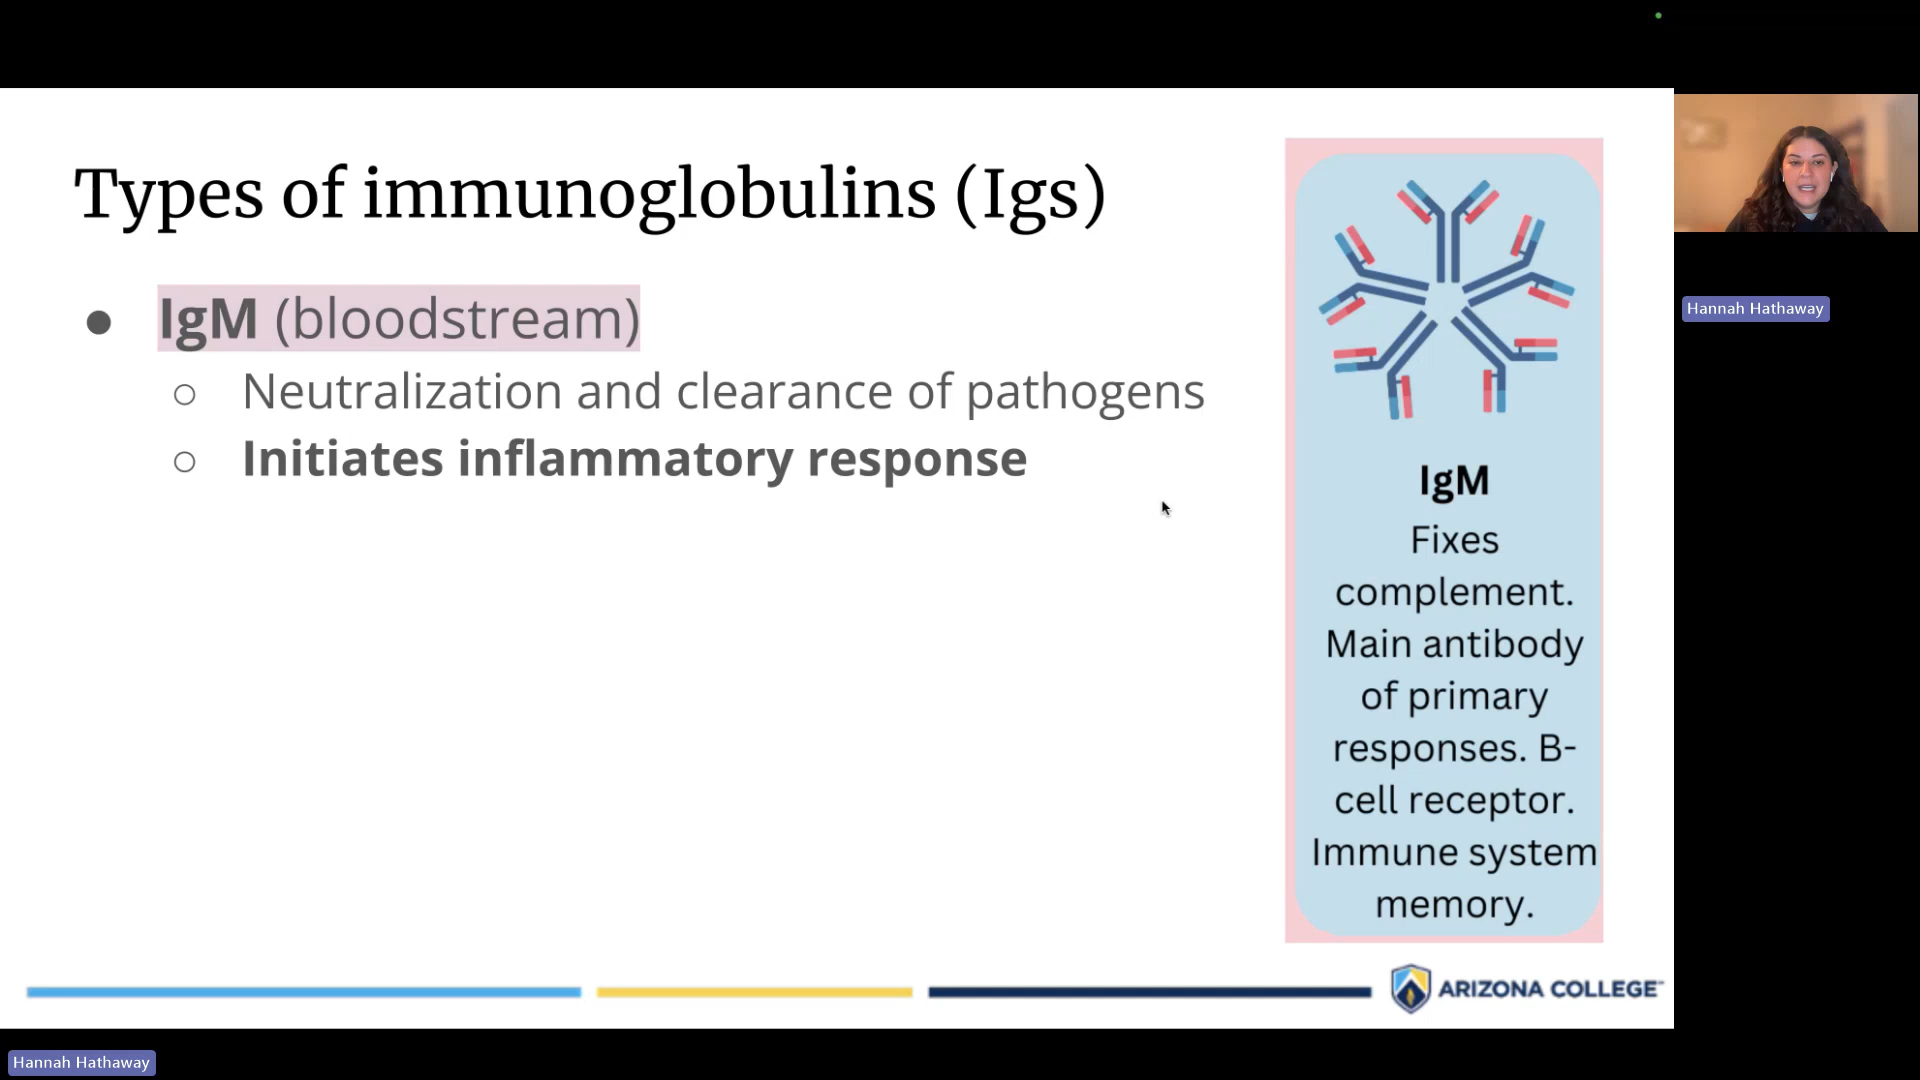 Types of immunoglobulins (Igs)
● IgM (bloodstream)
○ Neutralization and clearance of pathogens
○ Initiates inflammatory response
IgM
Fixes
complement.
Main antibody
of primary
responses. B-
cell receptor.
Immune system
memory.
ARIZONA COLLEGE
Hannah Hathaway
Hannah Hathaway